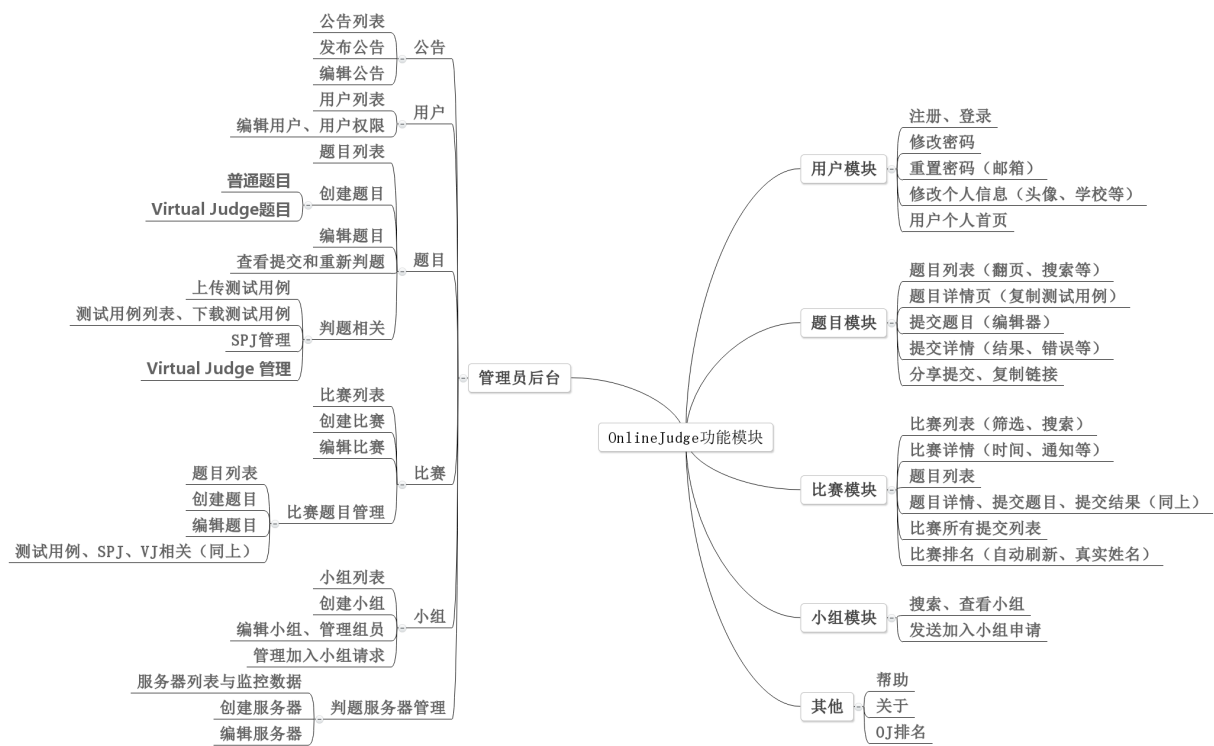 OnlineJudge功能模块
管理员后台
公告
公告列表
发布公告
编辑公告
用户
用户列表
编辑用户、用户权限
题目
题目列表
创建题目
普通题目
Virtual Judge题目
编辑题目
查看提交和重新判题
判题相关
上传测试用例
测试用例列表、下载测试用例
SPJ管理
Virtual Judge 管理
比赛
比赛列表
创建比赛
编辑比赛
比赛题目管理
题目列表
创建题目
编辑题目
测试用例、SPJ、VJ相关（同上）
小组
小组列表
创建小组
编辑小组、管理组员
管理加入小组请求
判题服务器管理
服务器列表与监控数据
创建服务器
编辑服务器
用户模块
注册、登录
修改密码
重置密码（邮箱）
修改个人信息（头像、学校等）
用户个人首页
题目模块
题目列表（翻页、搜索等）
题目详情页（复制测试用例）
提交题目（编辑器）
提交详情（结果、错误等）
分享提交、复制链接
比赛模块
比赛列表（筛选、搜索）
比赛详情（时间、通知等）
题目列表
题目详情、提交题目、提交结果（同上）
比赛所有提交列表
比赛排名（自动刷新、真实姓名）
小组模块
搜索、查看小组
发送加入小组申请
其他
帮助
关于
OJ排名